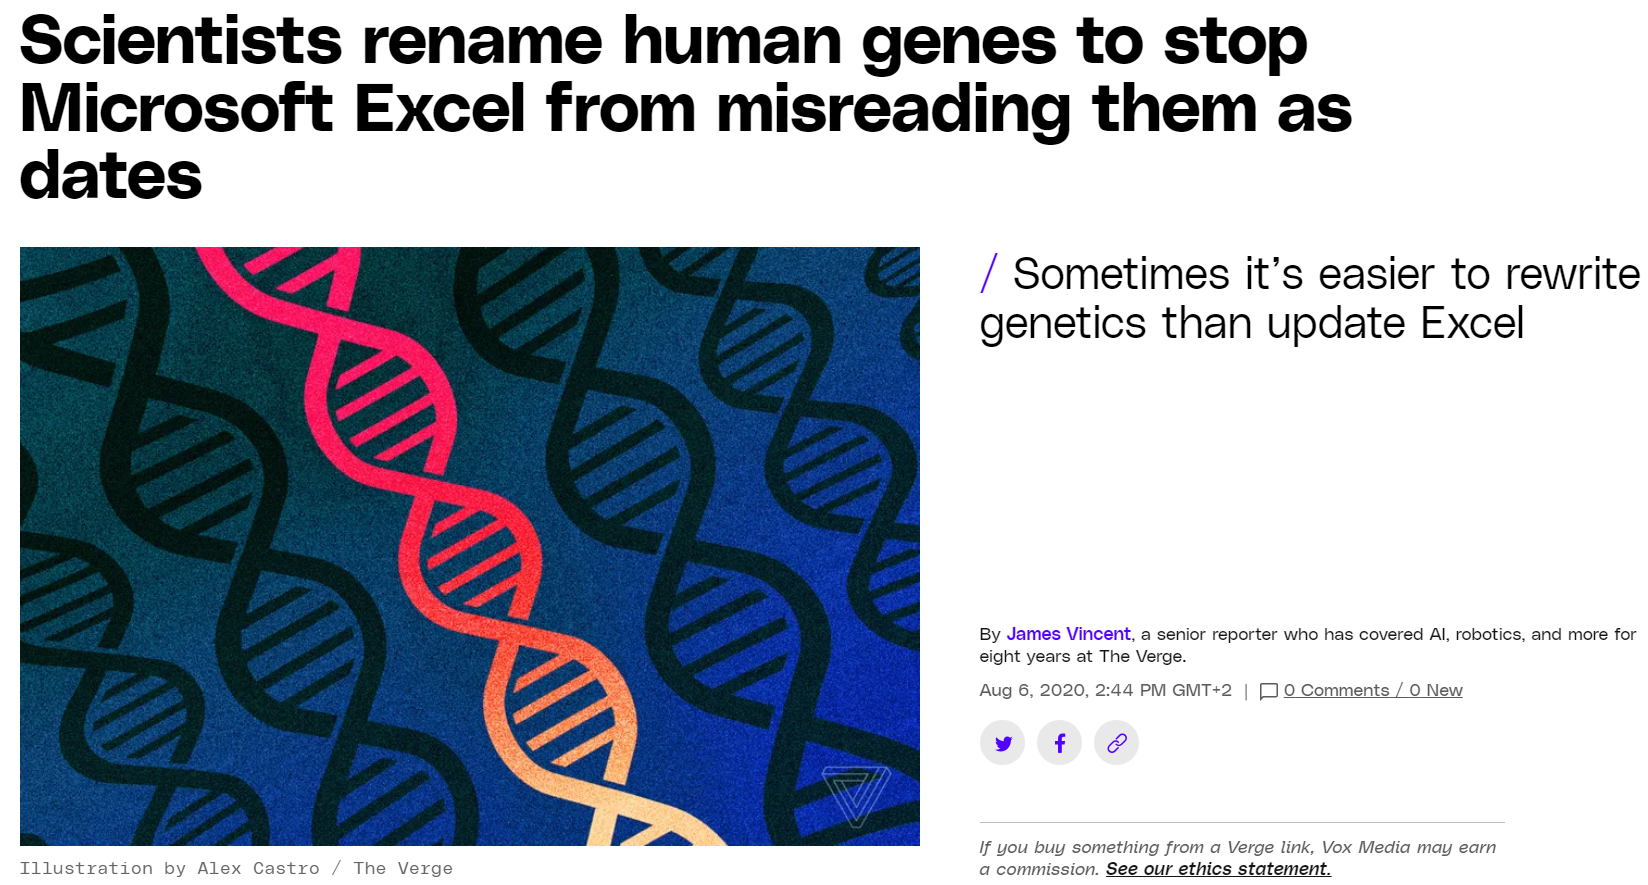 Scientists rename human genes to stop
Microsoft Excel from misreading them as
dates
/ Sometimes it’s easier to rewrite
genetics than update Excel
By James Vincent, a senior reporter who has covered AI, robotics, and more for
eight years at The Verge.
Aug 6, 2020, 2:44 PM GMT+2 | 0 Comments / 0 New
If you buy something from a Verge link, Vox Media may earn
a commission. See our ethics statement.
Illustration by Alex Castro / The Verge